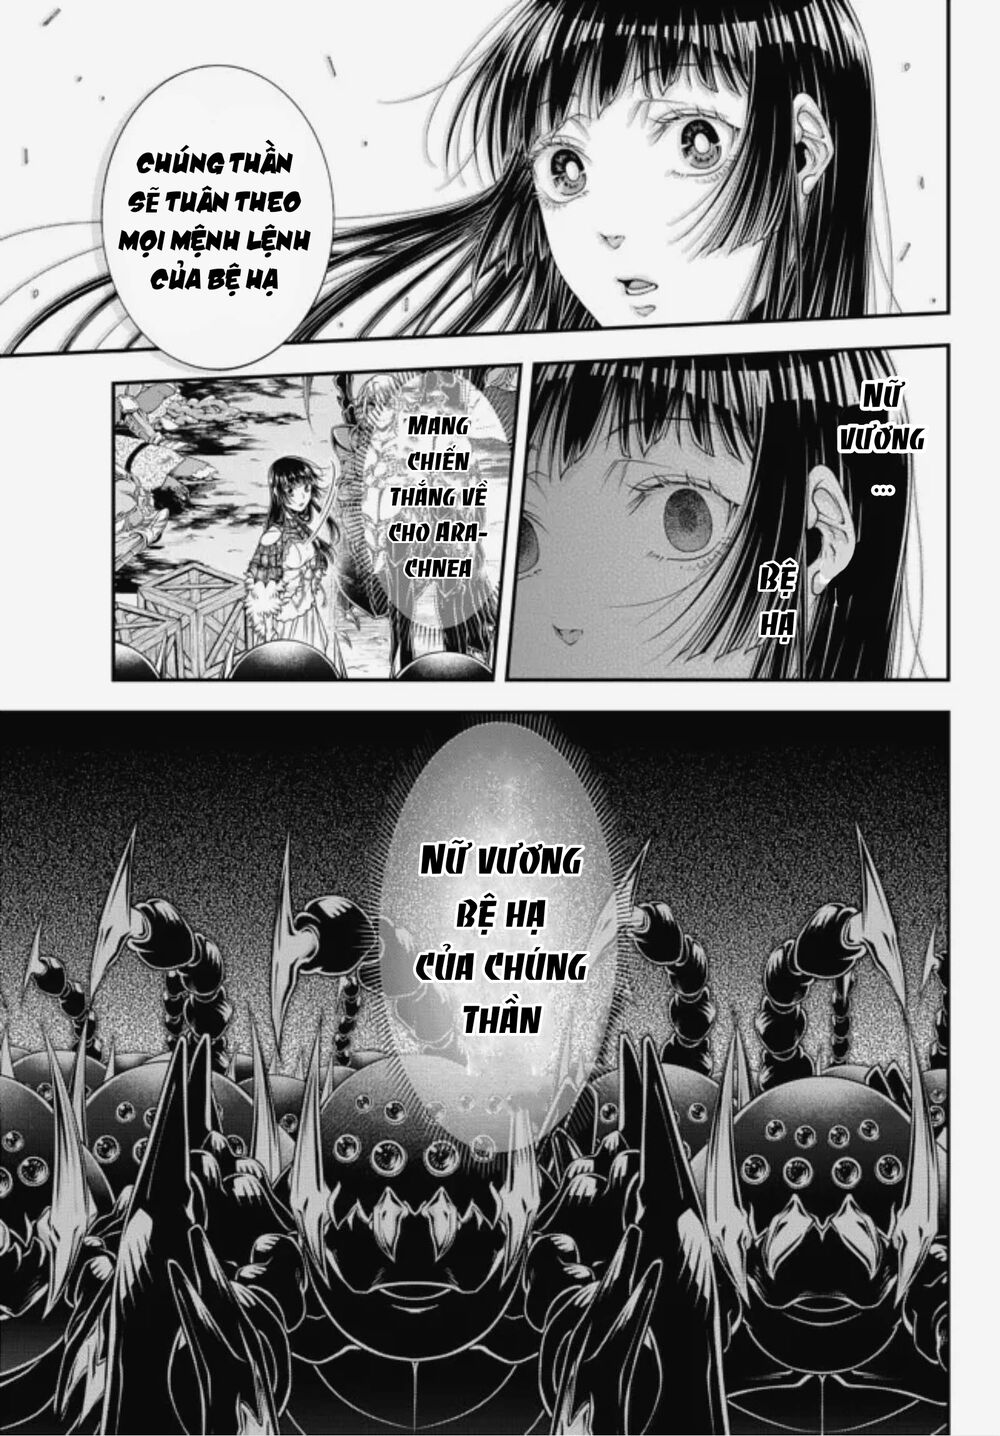 CHÚNG THẦN
SẼ TUÂN THEO
MỌI MỆNH LỆNH
CỦA BỆ HẠ
NỮ
VƯƠNG
...
BỆ
HẠ
MANG
CHIẾN
THẮNG VỀ
CHO ARA-
CHNEA
NỮ VƯƠNG
BỆ HẠ
CỦA CHÚNG
THẦN